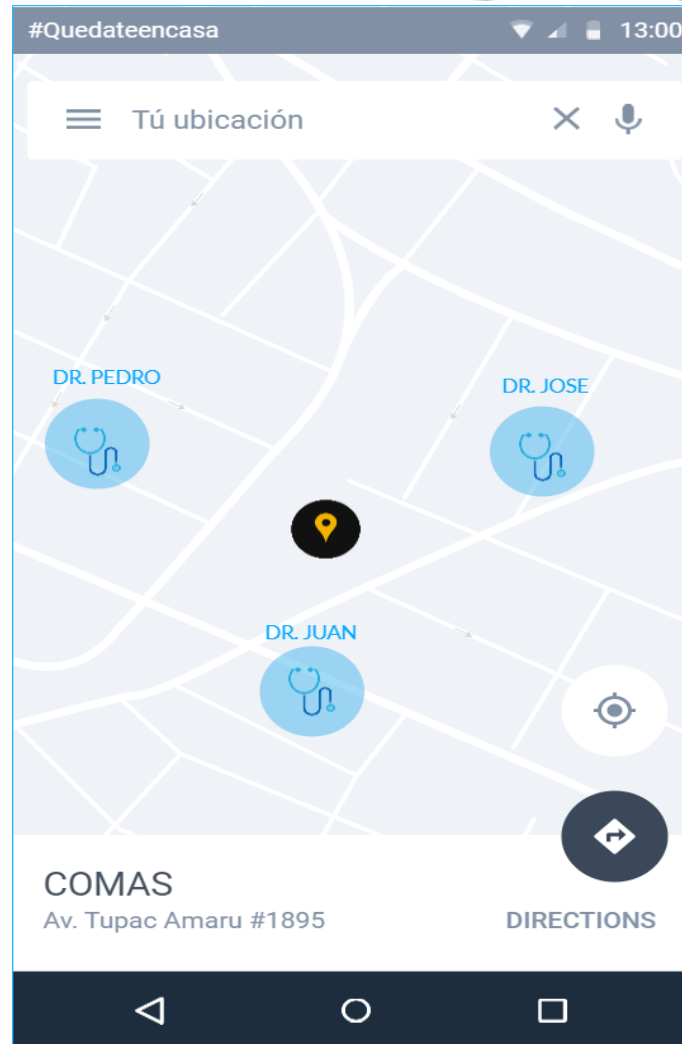 #Quedateencasa 13:00
Tú ubicación
DR. PEDRO
DR. JOSE
DR. JUAN
COMAS
Av. Tupac Amaru #1895
DIRECTIONS